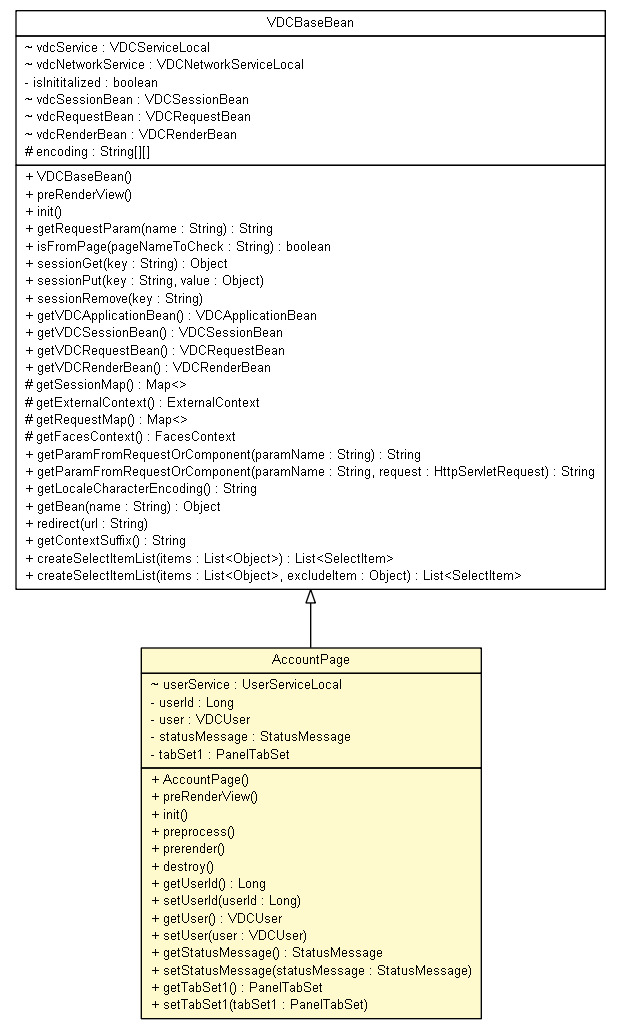 VDCBaseBean
~ vdcService : VDCServiceLocal
~ vdcNetworkService : VDCNetworkServiceLocal
- isInititalized : boolean
~ vdcSessionBean : VDCSessionBean
~ vdcRequestBean : VDCRequestBean
~ vdcRenderBean : VDCRenderBean
# encoding : String[][]
+ VDCBaseBean()
+ preRenderView()
+ init()
+ getRequestParam(name : String) : String
+ isFromPage(pageNameToCheck : String) : boolean
+ sessionGet(key : String) : Object
+ sessionPut(key : String, value : Object)
+ sessionRemove(key : String)
+ getVDCApplicationBean() : VDCApplicationBean
+ getVDCSessionBean() : VDCSessionBean
+ getVDCRequestBean() : VDCRequestBean
+ getVDCRenderBean() : VDCRenderBean
# getSessionMap() : Map<>
# getExternalContext() : ExternalContext
# getRequestMap() : Map<>
# getFacesContext() : FacesContext
+ getParamFromRequestOrComponent(paramName : String) : String
+ getParamFromRequestOrComponent(paramName : String, request : HttpServletRequest) : String
+ getLocaleCharacterEncoding() : String
+ getBean(name : String) : Object
+ redirect(url : String)
+ getContextSuffix() : String
+ createSelectItemList(items : List<Object>) : List<SelectItem>
+ createSelectItemList(items : List<Object>, excludeItem : Object) : List<SelectItem>
AccountPage
~ userService : UserServiceLocal
- userId : Long
- user : VDCUser
- statusMessage : StatusMessage
- tabSet1 : PanelTabSet
+ AccountPage()
+ preRenderView()
+ init()
+ preprocess()
+ prerender()
+ destroy()
+ getUserId() : Long
+ setUserId(userId : Long)
+ getUser() : VDCUser
+ setUser(user : VDCUser)
+ getStatusMessage() : StatusMessage
+ setStatusMessage(statusMessage : StatusMessage)
+ getTabSet1() : PanelTabSet
+ setTabSet1(tabSet1 : PanelTabSet)